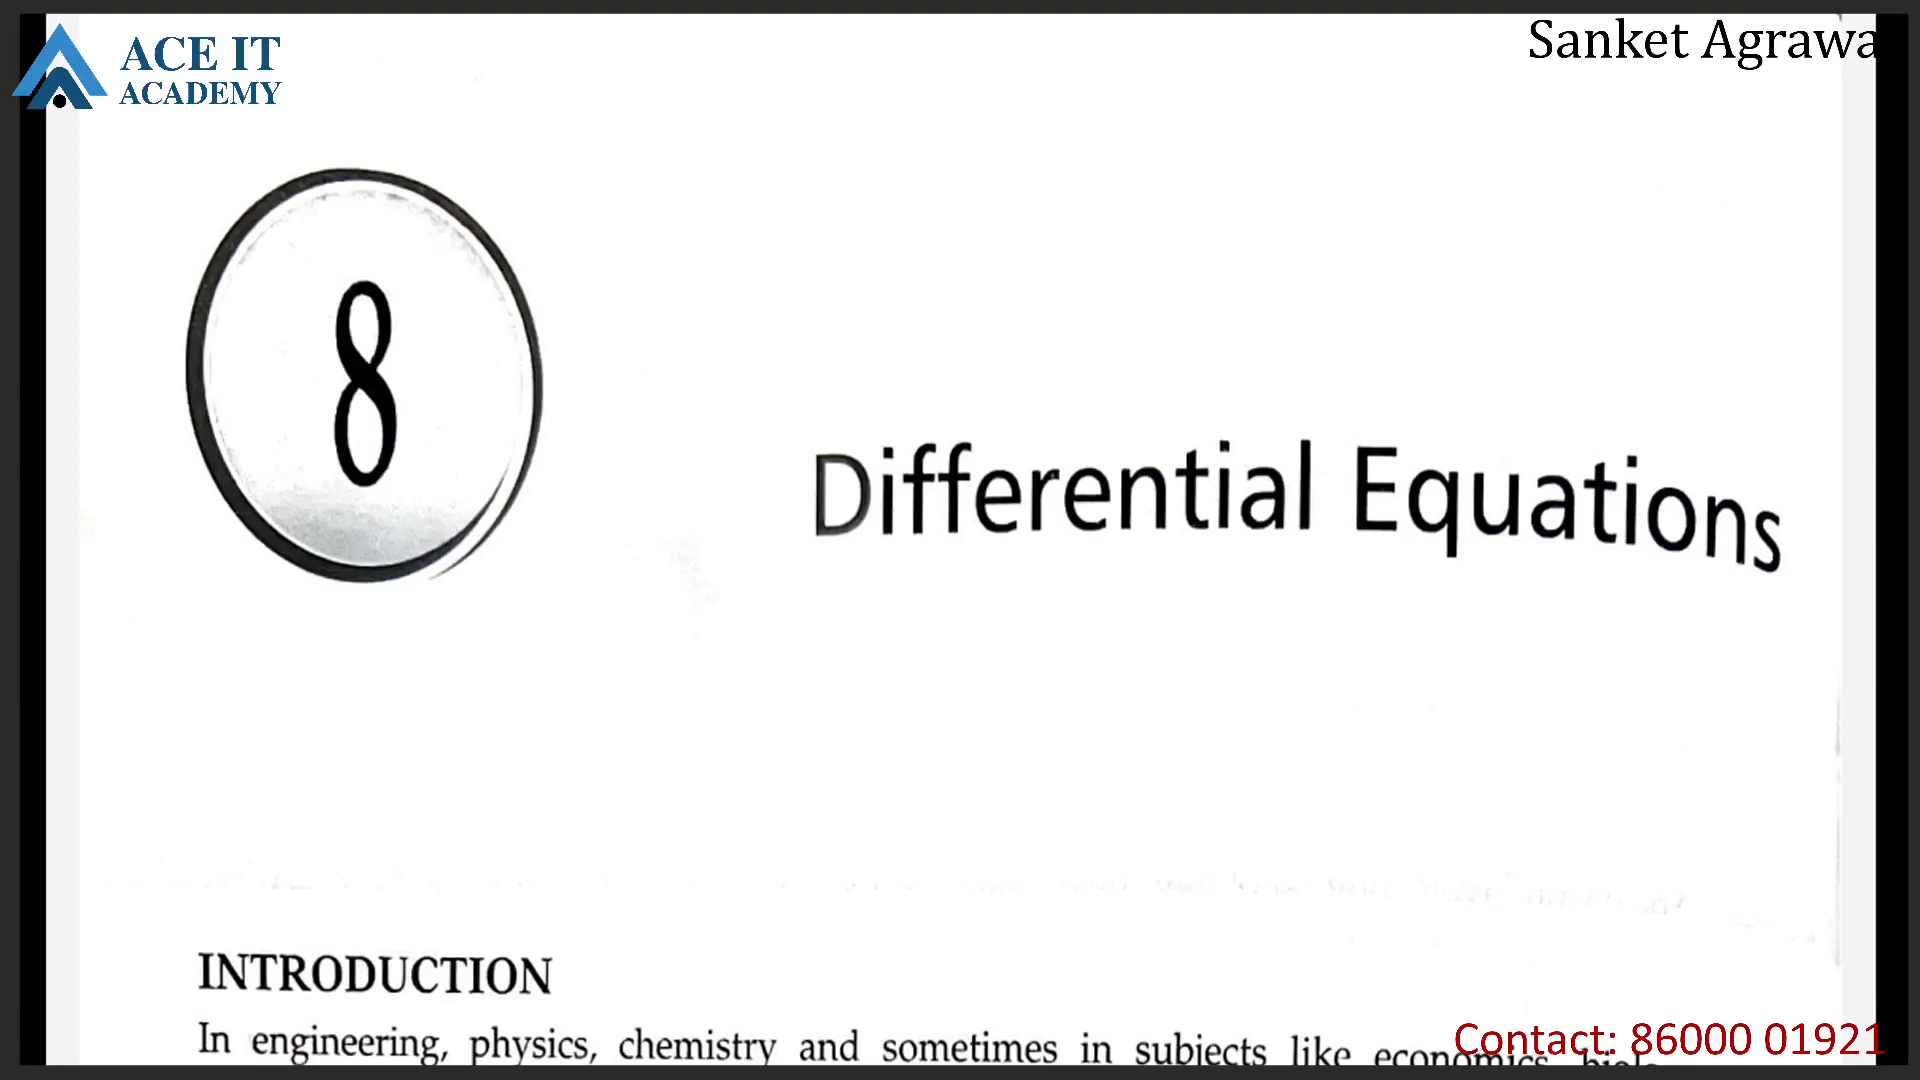 ACE IT
ACADEMY
Sanket Agrawa
8
Differential Equations
INTRODUCTION
In engineering, physics, chemistry and sometimes in subjects like economics,
Contact: 86000 01921